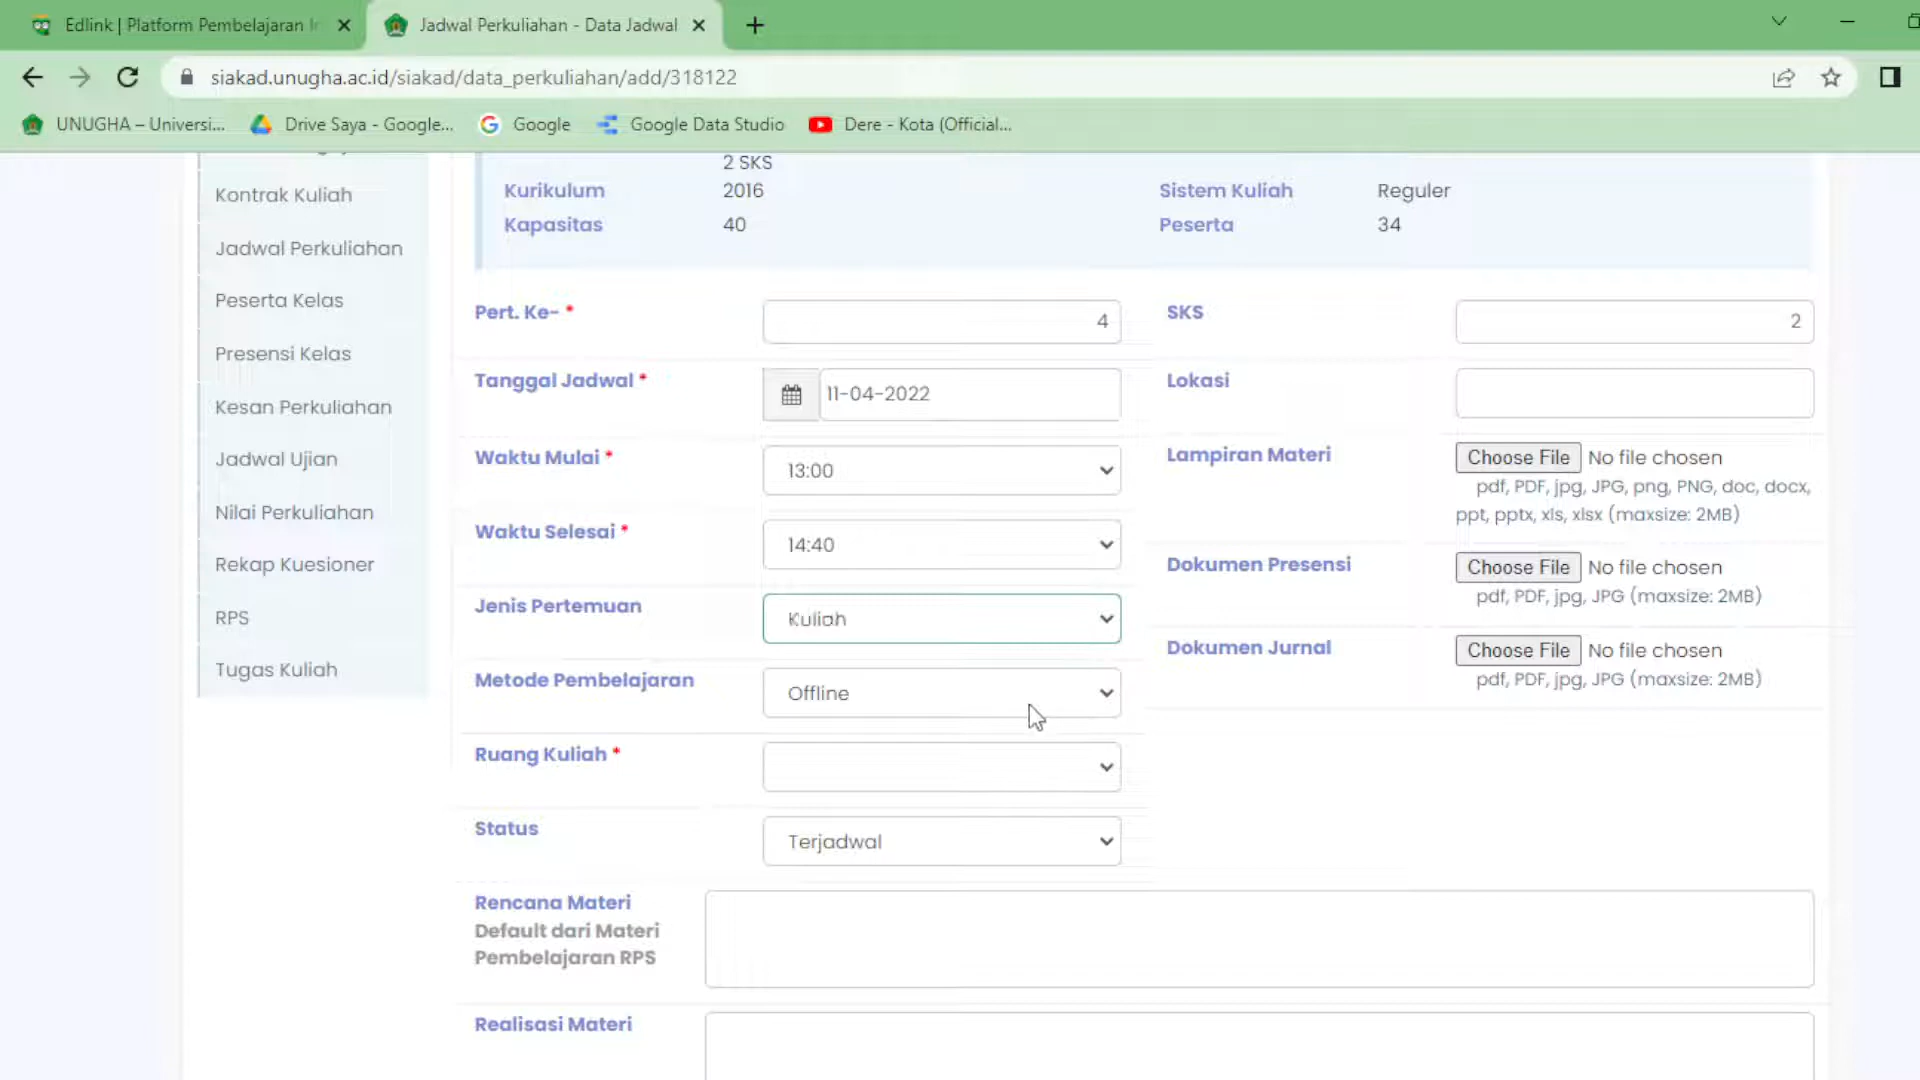 Edlink | Platform Pembelajaran I
Jadwal Perkuliahan - Data Jadwal
siakad.unugha.ac.id/siakad/data_perkuliahan/add/318122
UNUGHA – Universi...
Drive Saya - Google...
Google
Google Data Studio
Dere - Kota (Official...
2 SKS
Kurikulum 2016 Sistem Kuliah Reguler
Kapasitas 40 Peserta 34
Kontrak Kuliah
Jadwal Perkuliahan
Peserta Kelas
Presensi Kelas
Kesan Perkuliahan
Jadwal Ujian
Nilai Perkuliahan
Rekap Kuesioner
RPS
Tugas Kuliah
Pert. Ke- * 4
Tanggal Jadwal * 11-04-2022
Waktu Mulai * 13:00
Waktu Selesai * 14:40
Jenis Pertemuan Kuliah
Metode Pembelajaran Offline
Ruang Kuliah *
Status Terjadwal
SKS 2
Lokasi
Lampiran Materi Choose File No file chosen
pdf, PDF, jpg, JPG, png, PNG, doc, docx,
ppt, pptx, xls, xlsx (maxsize: 2MB)
Dokumen Presensi Choose File No file chosen
pdf, PDF, jpg, JPG (maxsize: 2MB)
Dokumen Jurnal Choose File No file chosen
pdf, PDF, jpg, JPG (maxsize: 2MB)
Rencana Materi
Default dari Materi
Pembelajaran RPS
Realisasi Materi